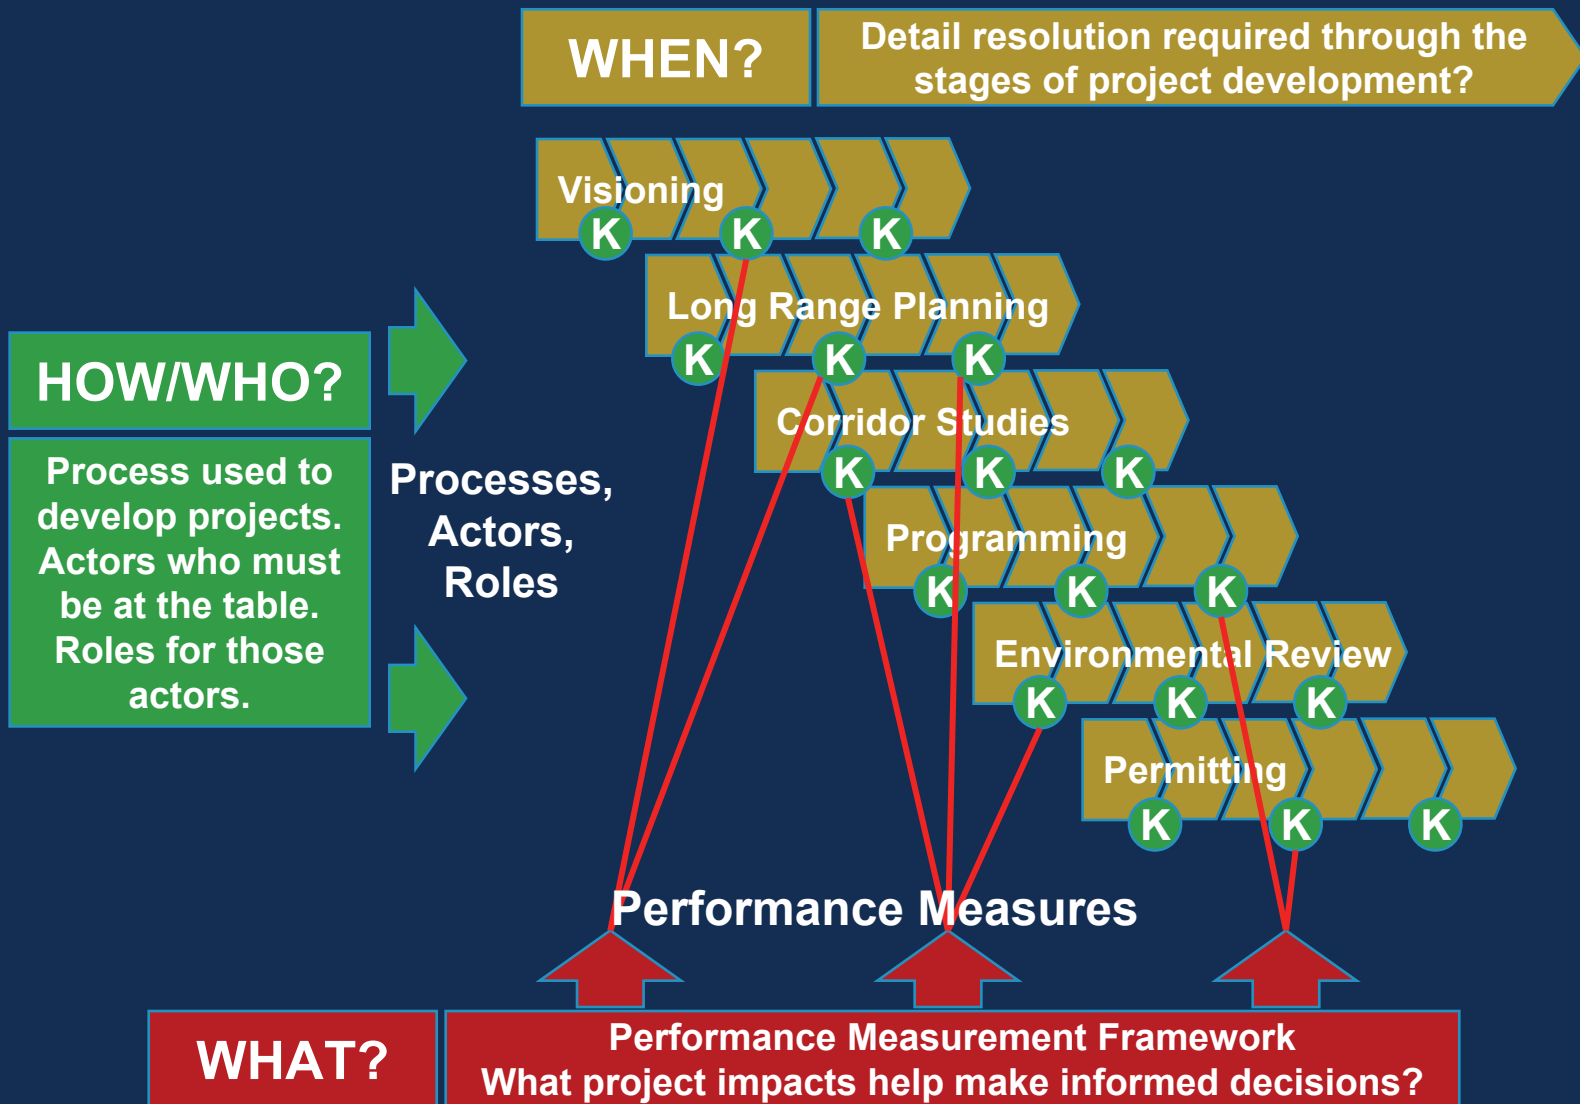 WHEN?
Detail resolution required through the
stages of project development?
Visioning
K K K
Long Range Planning
K K K
Corridor Studies
K K K
Programming
K K K
Environmental Review
K K K
Permitting
K K K
HOW/WHO?
Process used to
develop projects.
Actors who must
be at the table.
Roles for those
actors.
Processes,
Actors,
Roles
Performance Measures
WHAT?
Performance Measurement Framework
What project impacts help make informed decisions?